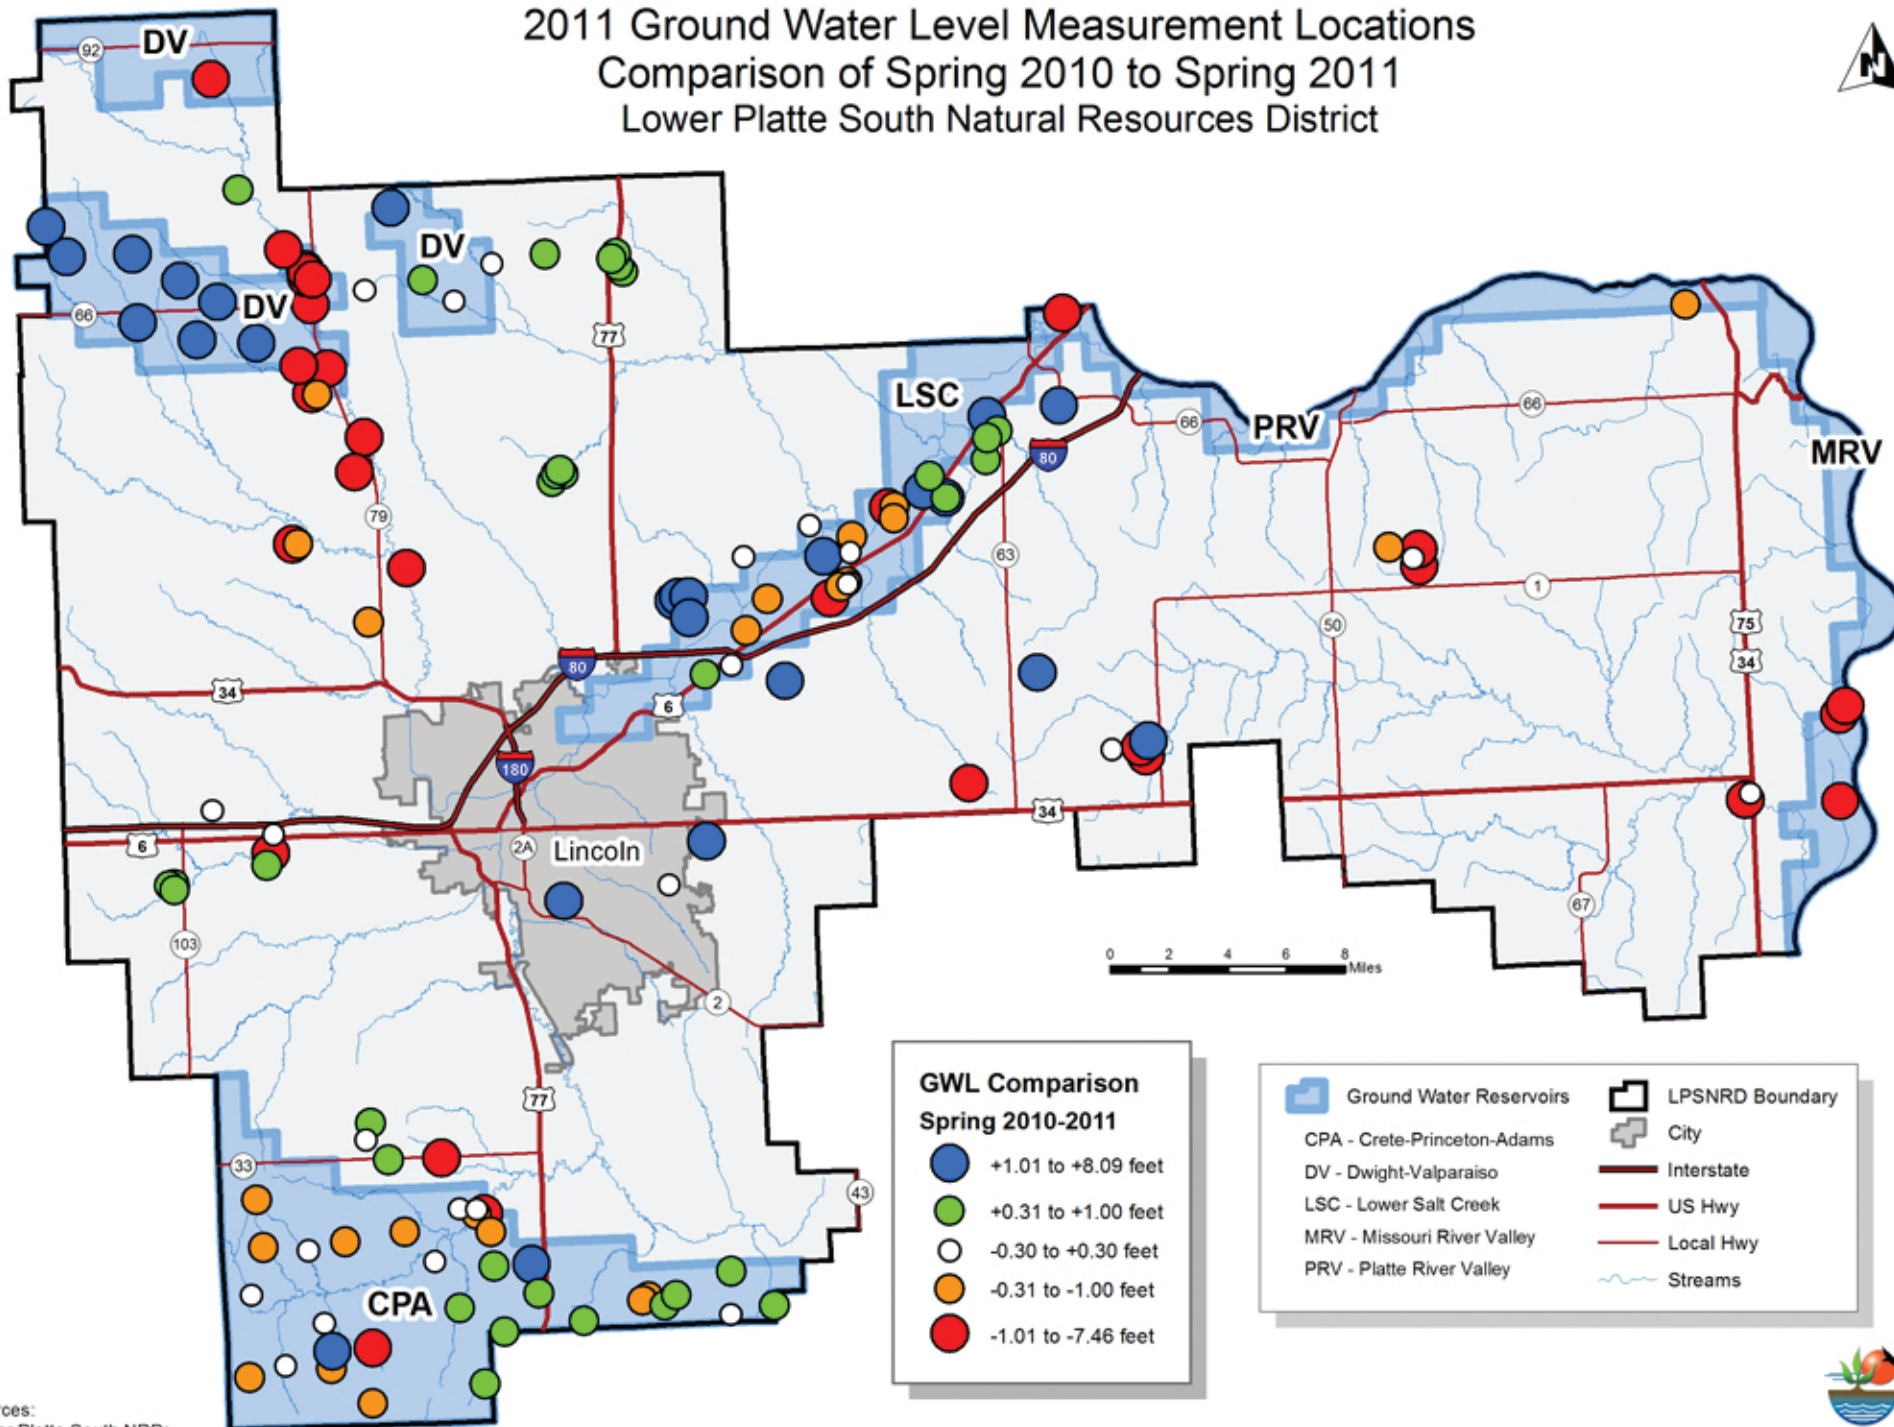 2011 Ground Water Level Measurement Locations
Comparison of Spring 2010 to Spring 2011
Lower Platte South Natural Resources District
N
DV
92
DV
DV
66
77
LSC
66
PRV
66
MRV
80
79
63
1
50
75
34
80
34
6
180
34
6
2A
Lincoln
67
103
2
0 2 4 6 8
Miles
77
33
43
CPA
GWL Comparison
Spring 2010-2011
+1.01 to +8.09 feet
+0.31 to +1.00 feet
-0.30 to +0.30 feet
-0.31 to -1.00 feet
-1.01 to -7.46 feet
Ground Water Reservoirs
CPA - Crete-Princeton-Adams
DV - Dwight-Valparaiso
LSC - Lower Salt Creek
MRV - Missouri River Valley
PRV - Platte River Valley
LPSNRD Boundary
City
Interstate
US Hwy
Local Hwy
Streams